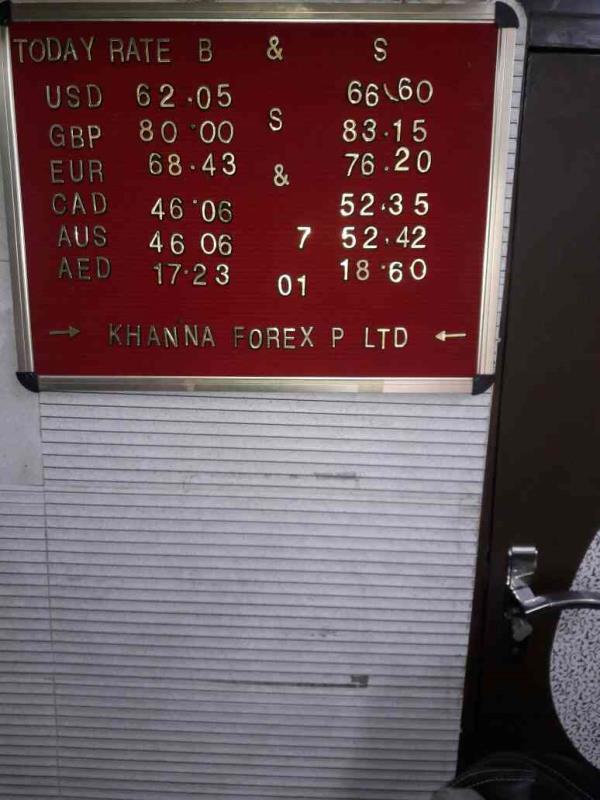 TODAY RATE B & S
USD 62.05 66.60
GBP 80.00 S 83.15
EUR 68.43 & 76.20
CAD 46.06 52.35
AUS 46 06 7 52.42
AED 17.23 01 18.60
→ KHANNA FOREX P LTD ←